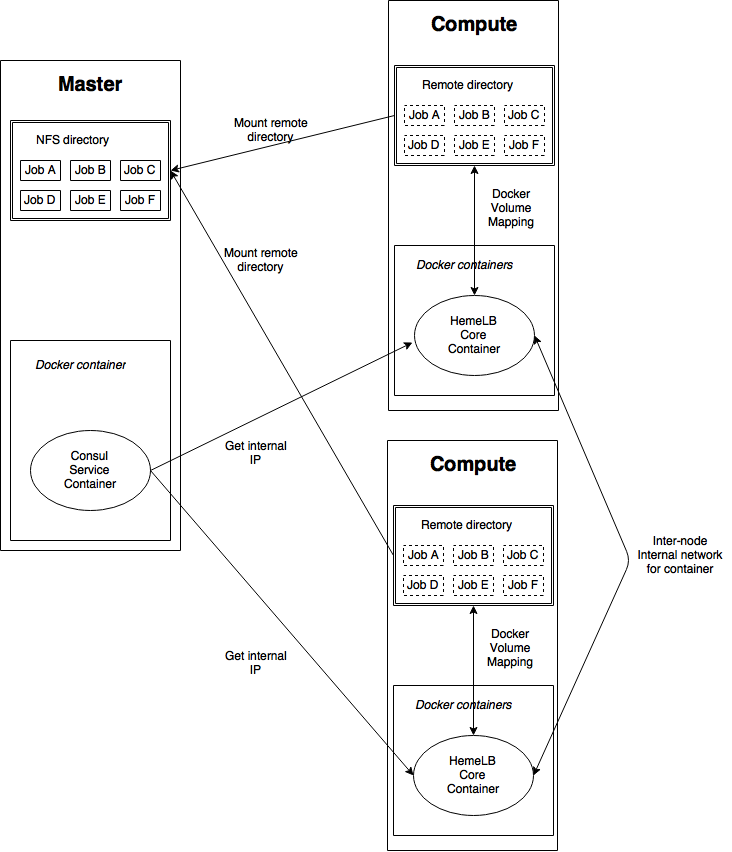 Master
NFS directory
Job A Job B Job C
Job D Job E Job F
Docker container
Consul
Service
Container
Mount remote
directory
Mount remote
directory
Get internal
IP
Get internal
IP
Compute
Remote directory
Job A Job B Job C
Job D Job E Job F
Docker
Volume
Mapping
Docker containers
HemeLB
Core
Container
Compute
Remote directory
Job A Job B Job C
Job D Job E Job F
Docker
Volume
Mapping
Docker containers
HemeLB
Core
Container
Inter-node
Internal network
for container